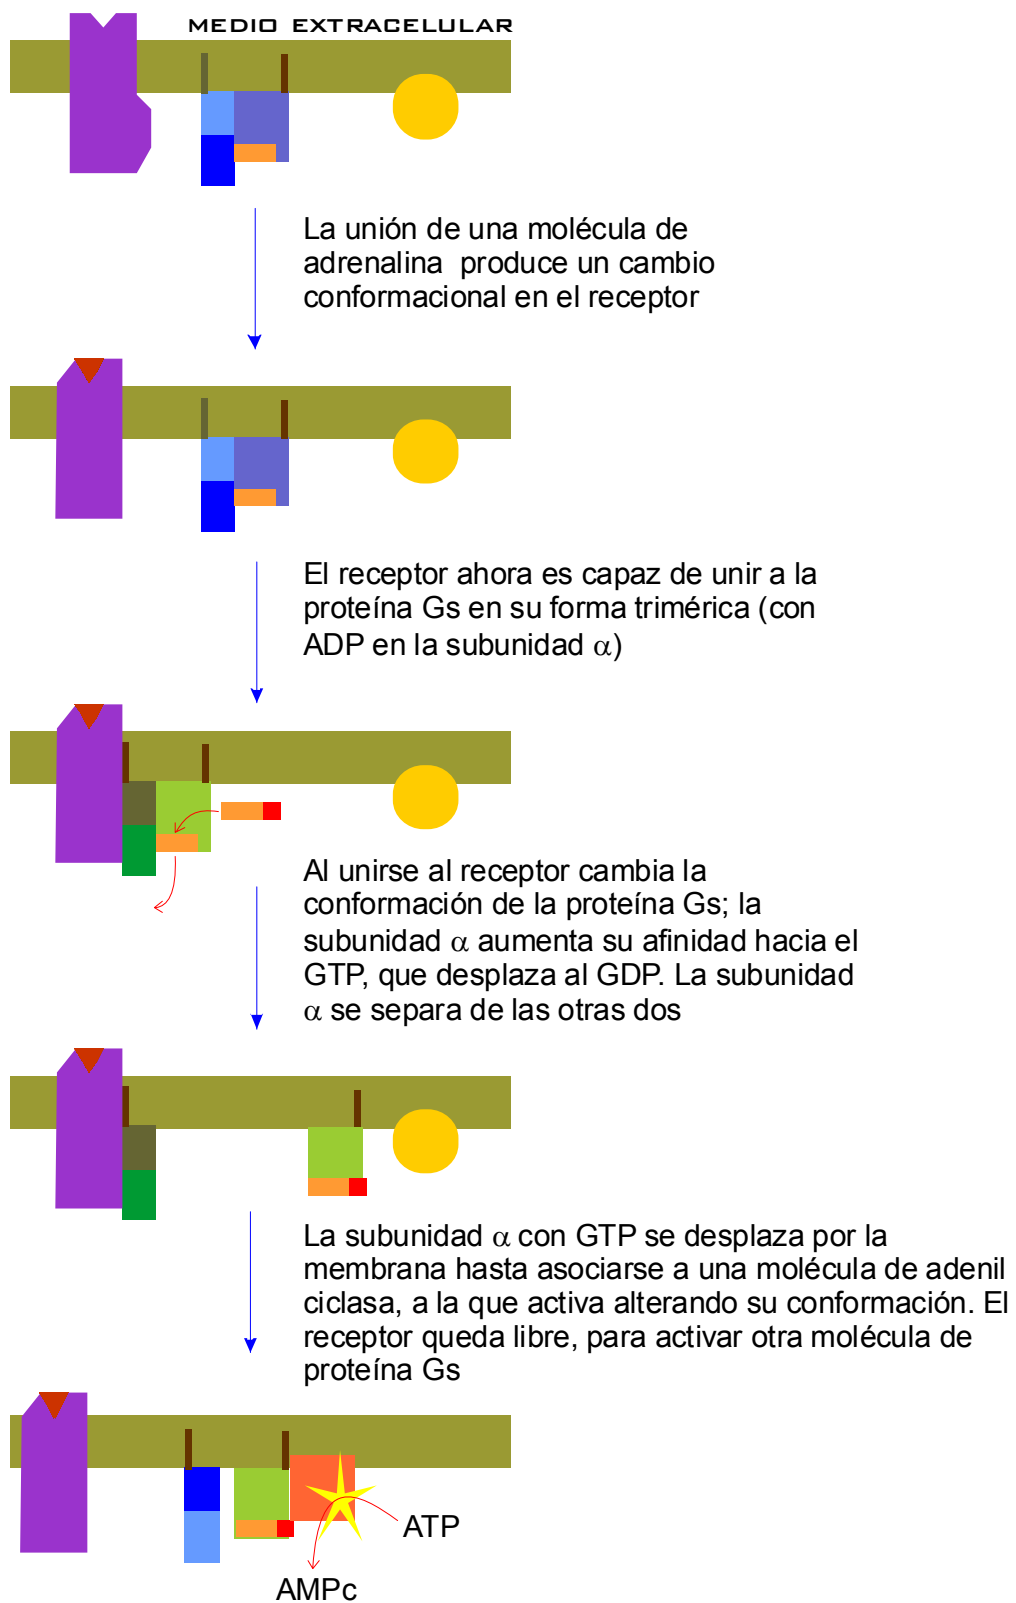 MEDIO EXTRACELULAR
La unión de una molécula de
adrenalina produce un cambio
conformacional en el receptor
El receptor ahora es capaz de unir a la
proteína Gs en su forma trimérica (con
ADP en la subunidad α)
Al unirse al receptor cambia la
conformación de la proteína Gs; la
subunidad α aumenta su afinidad hacia el
GTP, que desplaza al GDP. La subunidad
α se separa de las otras dos
La subunidad α con GTP se desplaza por la
membrana hasta asociarse a una molécula de adenil
ciclasa, a la que activa alterando su conformación. El
receptor queda libre, para activar otra molécula de
proteína Gs
ATP
AMPc